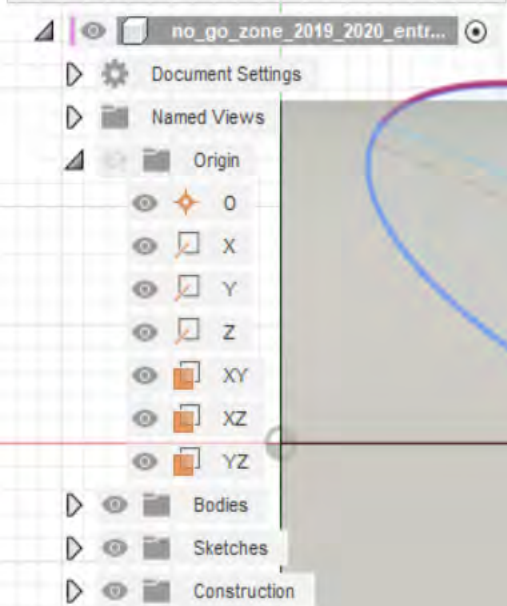 no_go_zone_2019_2020_entr...
Document Settings
Named Views
Origin
O
X
Y
Z
XY
XZ
YZ
Bodies
Sketches
Construction